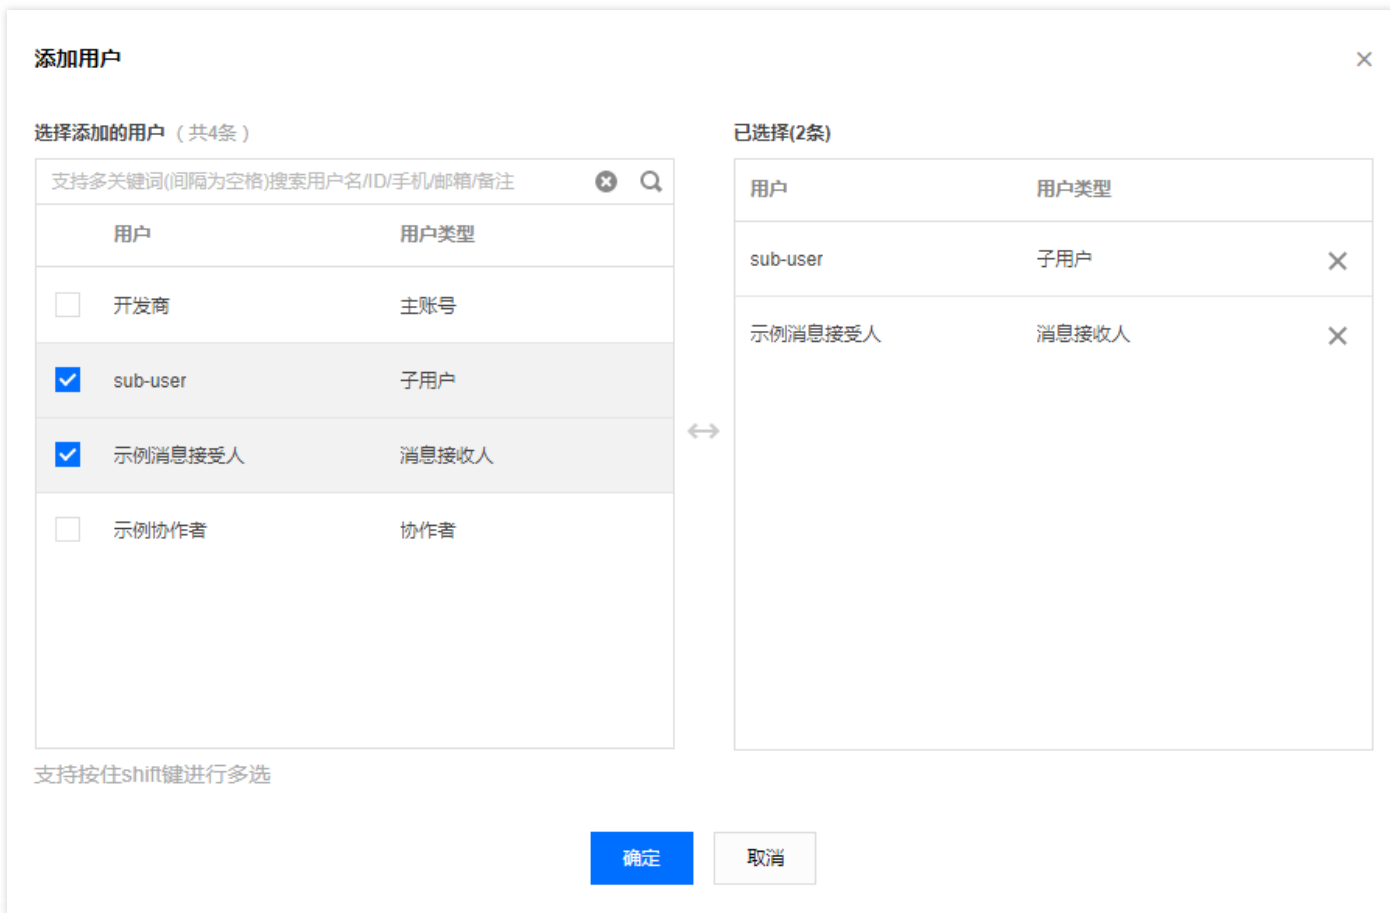 添加用户
选择添加的用户（共4条）
支持多关键词(间隔为空格)搜索用户名/ID/手机/邮箱/备注
用户 用户类型
开发商 主账号
sub-user 子用户
示例消息接受人 消息接收人
示例协作者 协作者
支持按住shift键进行多选
已选择(2条)
用户 用户类型
sub-user 子用户
示例消息接受人 消息接收人
确定 取消